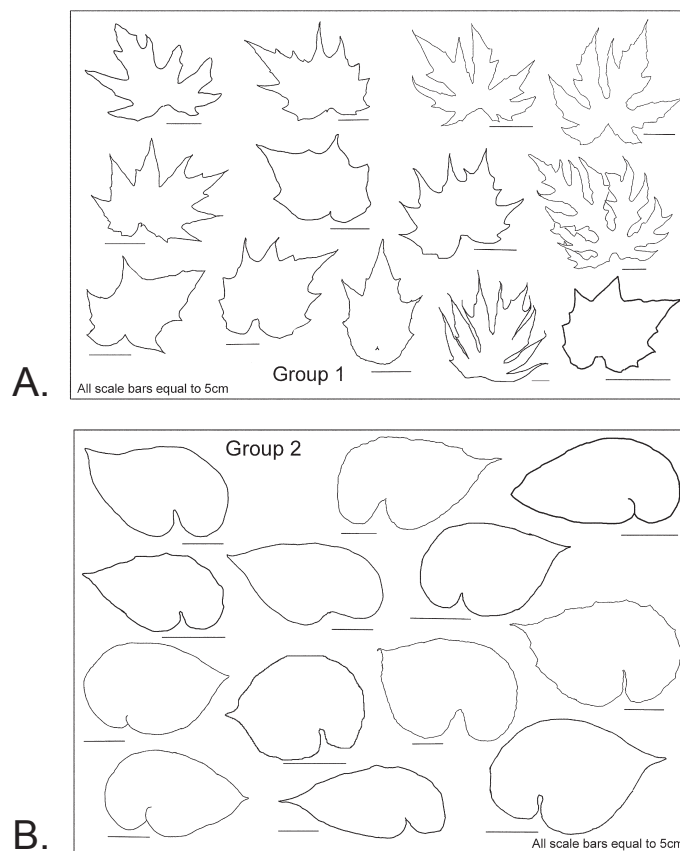 Group 1
All scale bars equal to 5cm
A.
Group 2
All scale bars equal to 5cm
B.